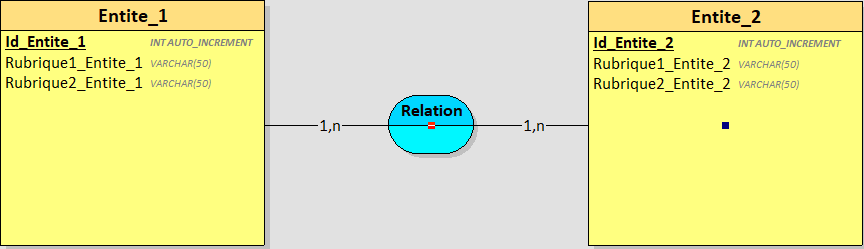 Entite_1
Id_Entite_1 INT AUTO_INCREMENT
Rubrique1_Entite_1 VARCHAR(50)
Rubrique2_Entite_1 VARCHAR(50)
1,n
Relation
1,n
Entite_2
Id_Entite_2 INT AUTO_INCREMENT
Rubrique1_Entite_2 VARCHAR(50)
Rubrique2_Entite_2 VARCHAR(50)